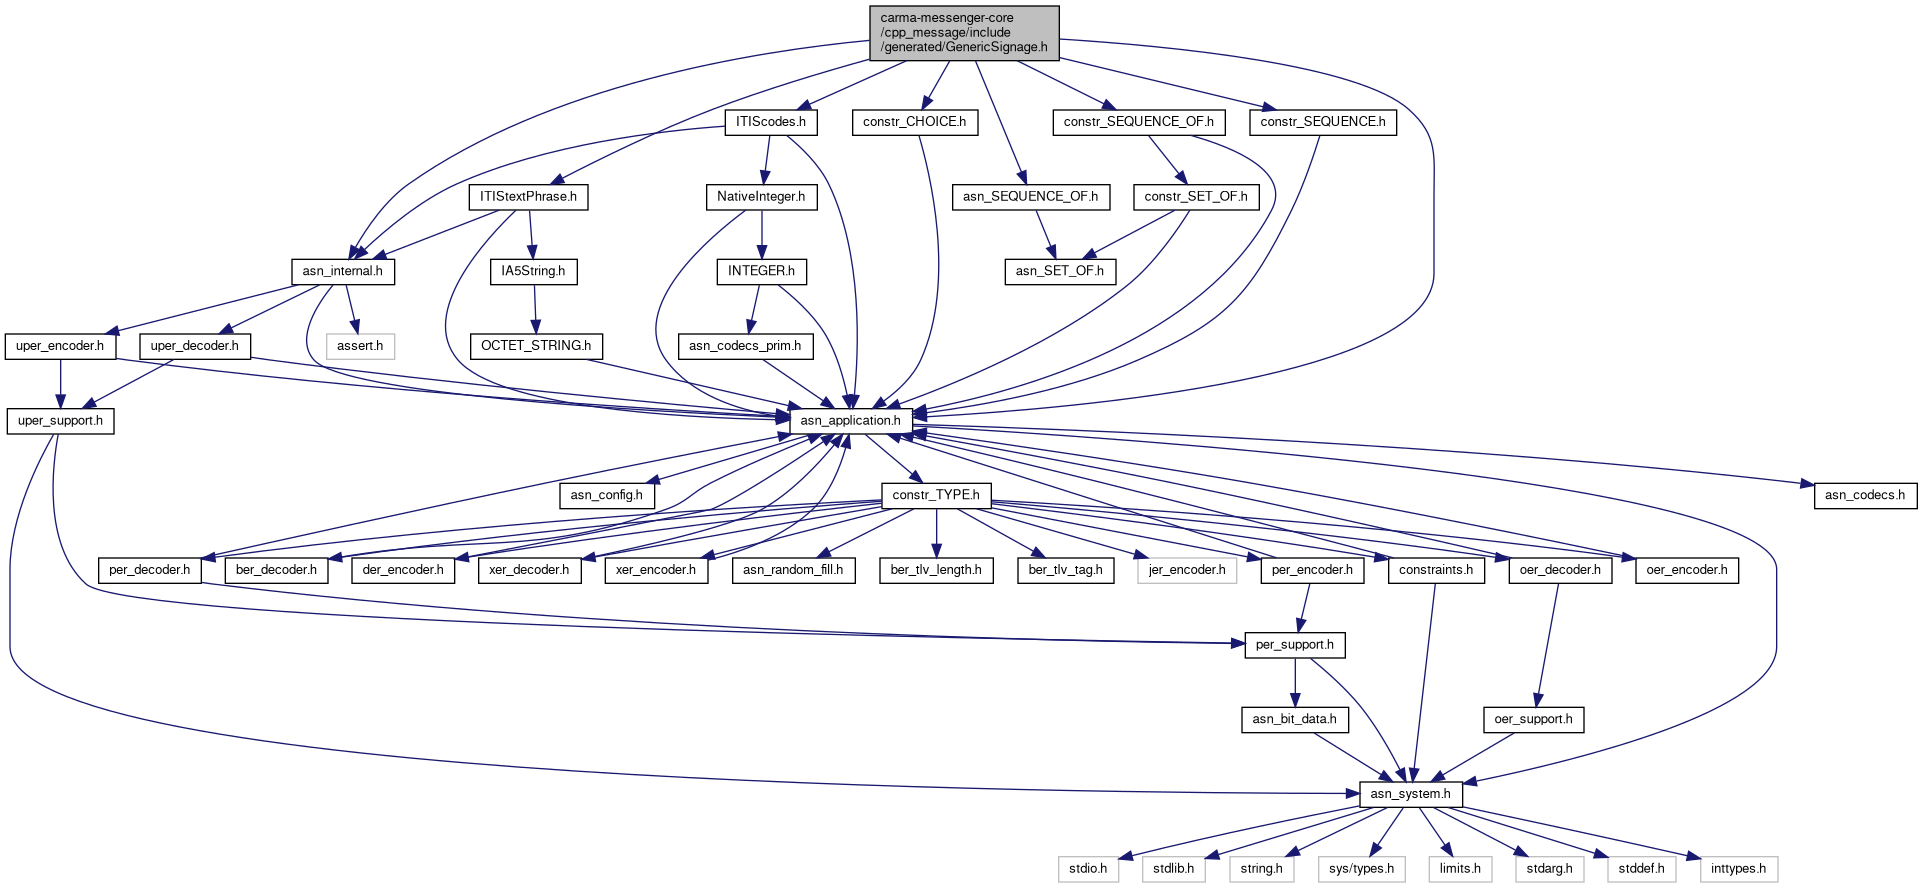 carma-messenger-core
/cpp_message/include
/generated/GenericSignage.h
ITIScodes.h
constr_CHOICE.h
constr_SEQUENCE_OF.h
constr_SEQUENCE.h
ITIStextPhrase.h
NativeInteger.h
asn_SEQUENCE_OF.h
constr_SET_OF.h
asn_internal.h
IA5String.h
INTEGER.h
asn_SET_OF.h
uper_encoder.h
uper_decoder.h
assert.h
OCTET_STRING.h
asn_codecs_prim.h
uper_support.h
asn_application.h
asn_config.h
constr_TYPE.h
asn_codecs.h
per_decoder.h
ber_decoder.h
der_encoder.h
xer_decoder.h
xer_encoder.h
asn_random_fill.h
ber_tlv_length.h
ber_tlv_tag.h
jer_encoder.h
per_encoder.h
constraints.h
oer_decoder.h
oer_encoder.h
per_support.h
asn_bit_data.h
oer_support.h
asn_system.h
stdio.h
stdlib.h
string.h
sys/types.h
limits.h
stdarg.h
stddef.h
inttypes.h